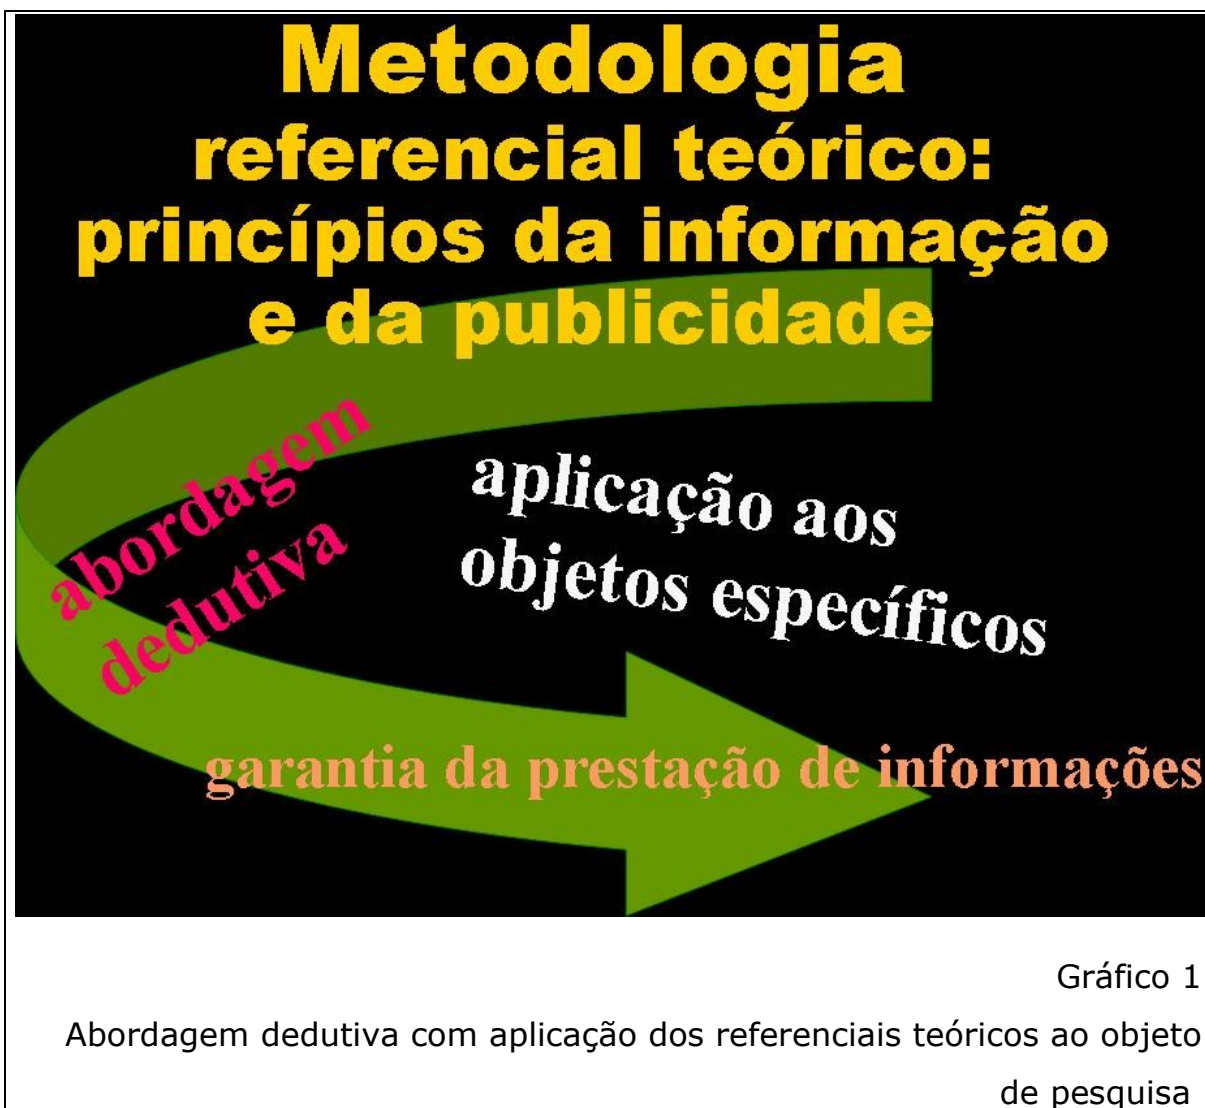 Metodologia
referencial teórico:
princípios da informação
e da publicidade
abordagem
dedutiva
aplicação aos
objetos específicos
garantia da prestação de informações
Gráfico 1
Abordagem dedutiva com aplicação dos referenciais teóricos ao objeto
de pesquisa